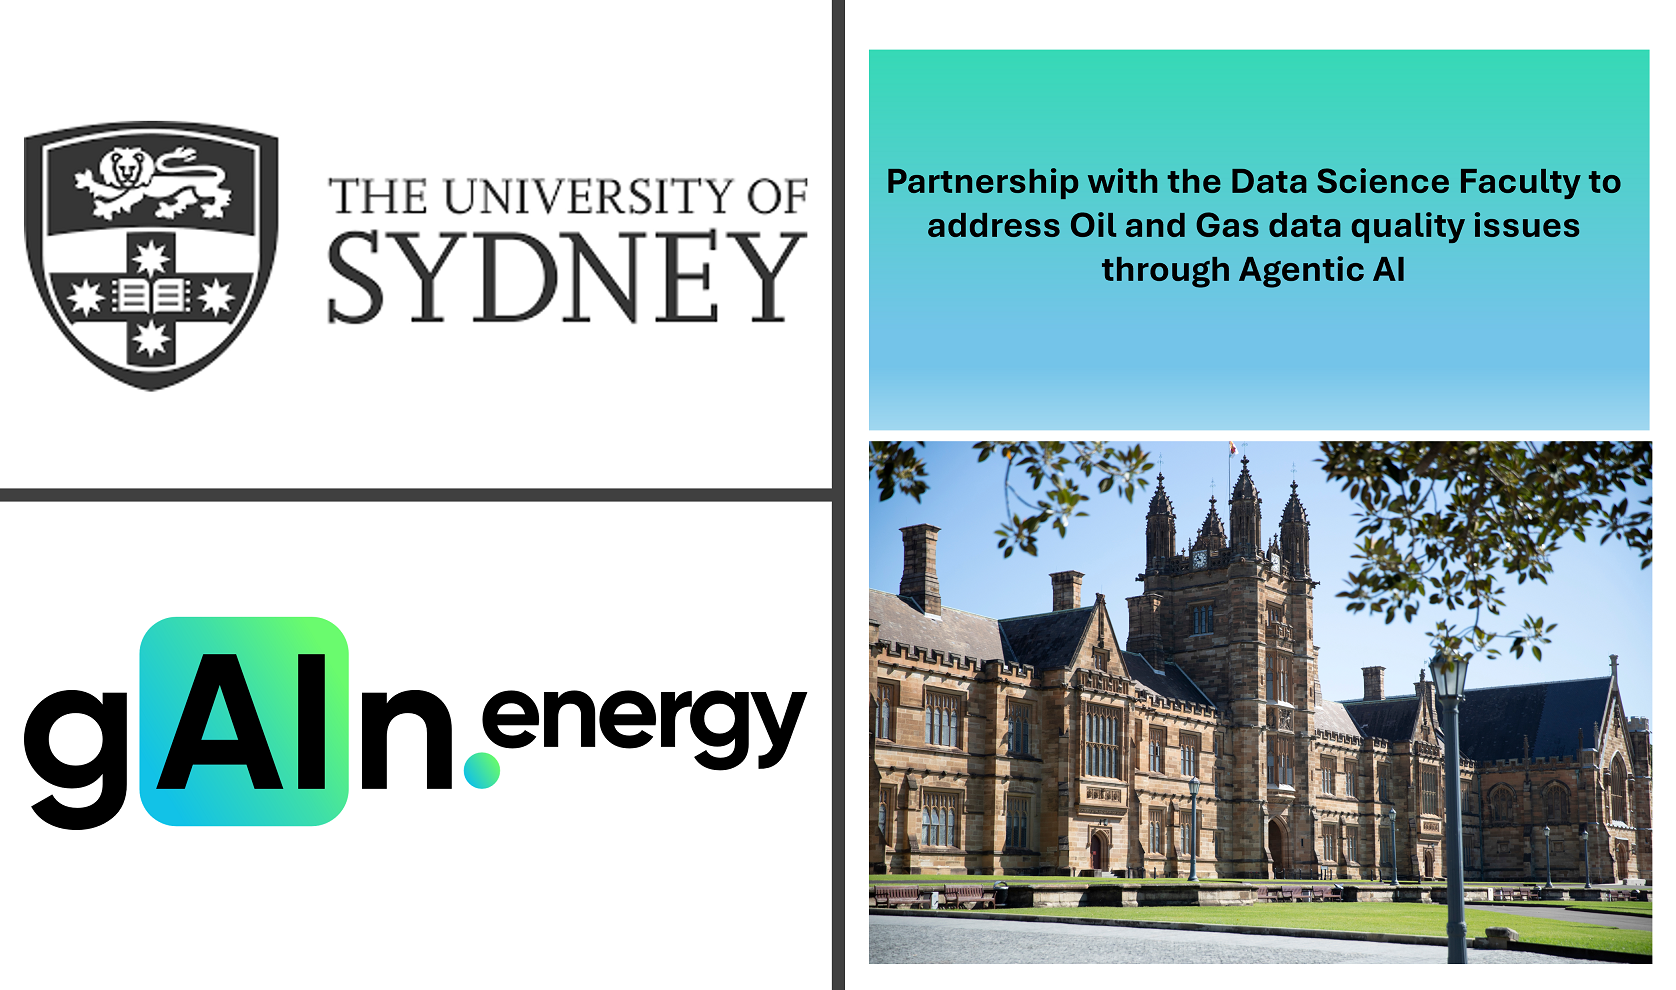 THE UNIVERSITY OF
SYDNEY
gAIn.energy
Partnership with the Data Science Faculty to
address Oil and Gas data quality issues
through Agentic AI